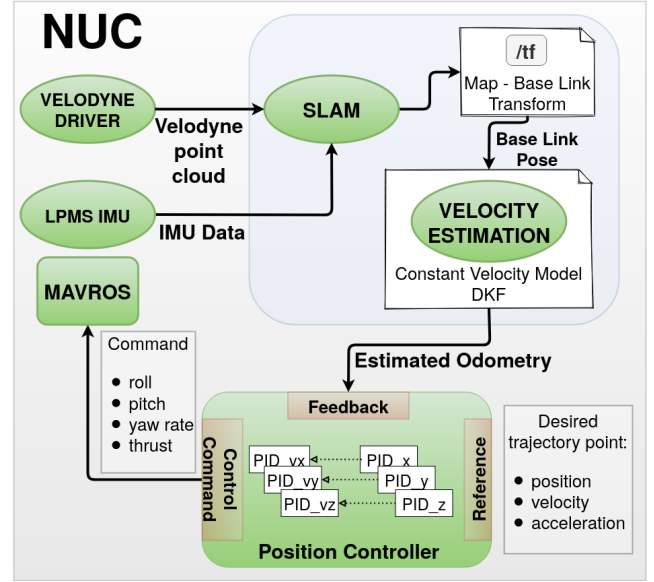 NUC
VELODYNE
DRIVER
Velodyne
point
cloud
SLAM
/tf
Map - Base Link
Transform
Base Link
Pose
LPMS IMU
IMU Data
VELOCITY
ESTIMATION
Constant Velocity Model
DKF
MAVROS
Command
● roll
● pitch
● yaw rate
● thrust
Estimated Odometry
Feedback
Control
Command
PID_vx
PID_x
PID_vy
PID_y
PID_vz
PID_z
Reference
Position Controller
Desired
trajectory point:
● position
● velocity
● acceleration